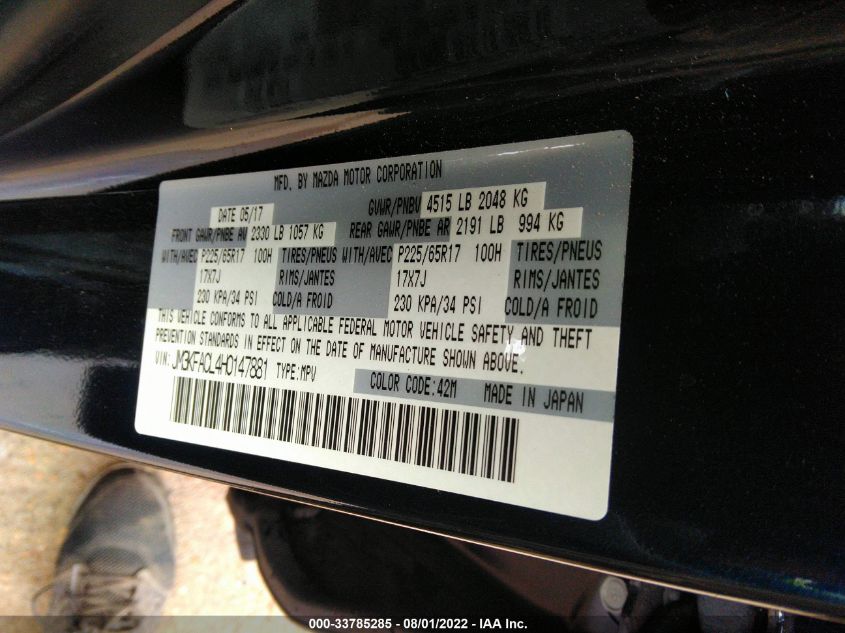 MFD. BY MAZDA MOTOR CORPORATION
DATE 05/17 GVWR/PNBV 4515 LB 2048 KG
FRONT GAWR/PNBE AV 2330 LB 1057 KG REAR GAWR/PNBE AR 2191 LB 994 KG
WITH/AVEC P225/65R17 100H TIRES/PNEUS WITH/AVEC P225/65R17 100H TIRES/PNEUS
17X7J RIMS/JANTES 17X7J RIMS/JANTES
230 KPA/34 PSI COLD/A FROID 230 KPA/34 PSI COLD/A FROID
THIS VEHICLE CONFORMS TO ALL APPLICABLE FEDERAL MOTOR VEHICLE SAFETY AND THEFT
PREVENTION STANDARDS IN EFFECT ON THE DATE OF MANUFACTURE SHOWN ABOVE.
VIN: JM3KFACL4H0147881 TYPE:MPV
COLOR CODE:42M MADE IN JAPAN
000-33785285 - 08/01/2022 - IAA Inc.